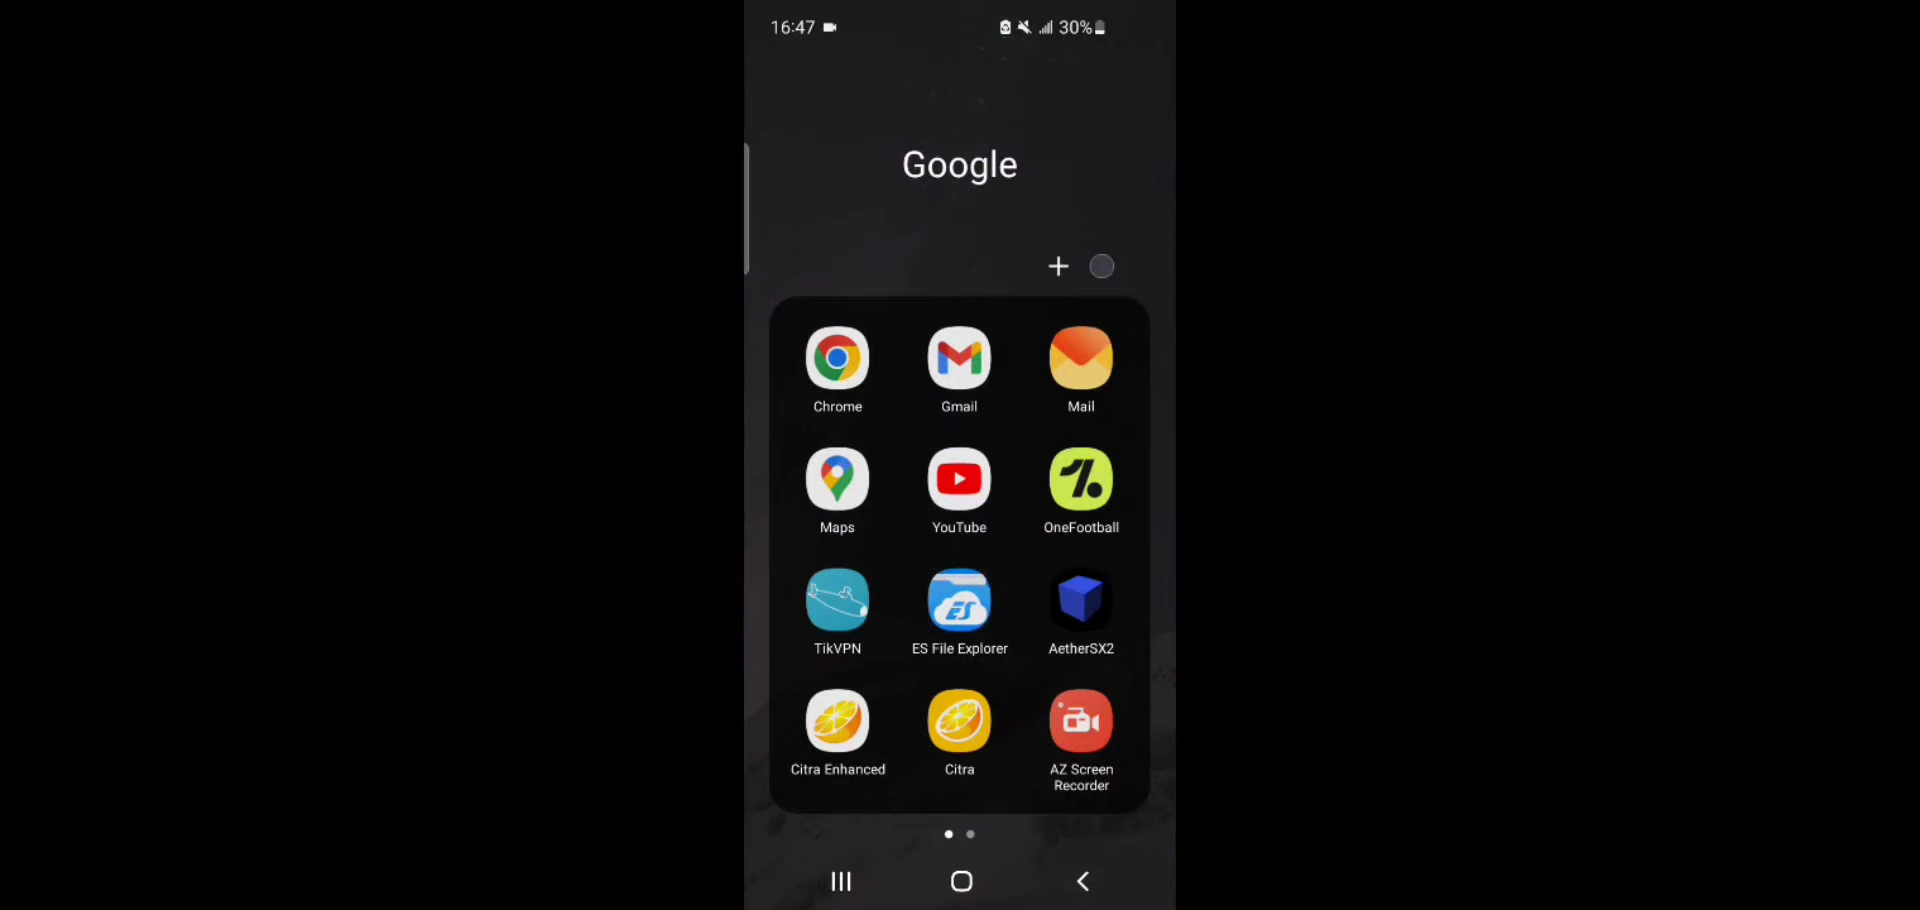 16:47
30%
Google
Chrome
Gmail
Mail
Maps
YouTube
OneFootball
TikVPN
ES File Explorer
AetherSX2
Citra Enhanced
Citra
AZ Screen
Recorder